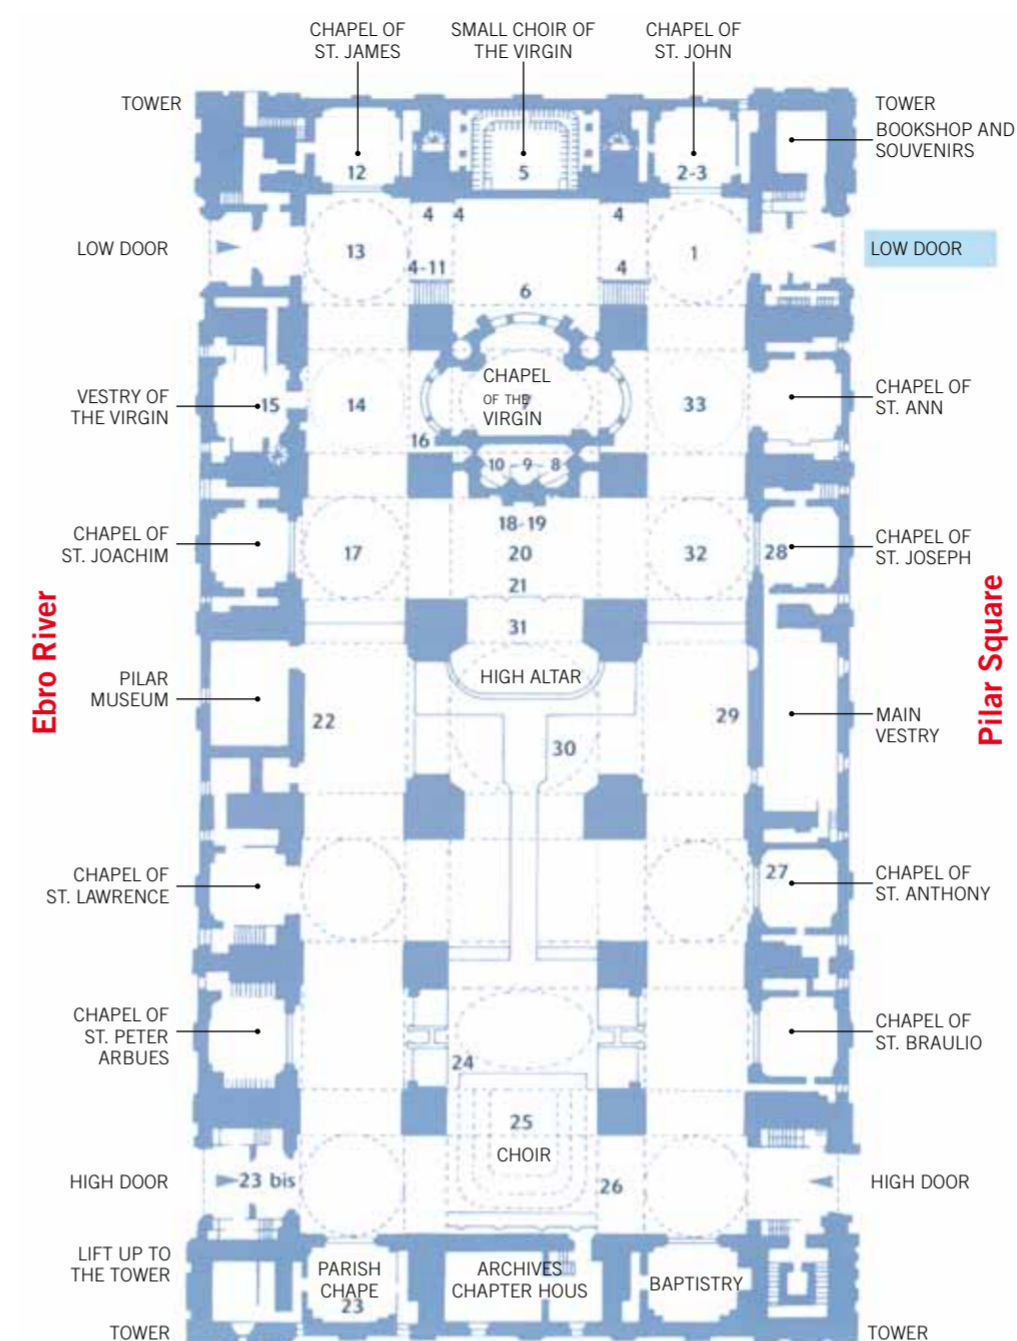 CHAPEL OF
ST. JAMES
SMALL CHOIR OF
THE VIRGIN
CHAPEL OF
ST. JOHN
TOWER
TOWER
BOOKSHOP AND
SOUVENIRS
12
5
2-3
4
4
4
LOW DOOR
13
1
LOW DOOR
4-11
4
6
VESTRY OF
THE VIRGIN
15
14
CHAPEL
OF THE
VIRGIN
7
33
CHAPEL OF
ST. ANN
16
10 - 9 - 8
CHAPEL OF
ST. JOACHIM
17
18-19
20
21
32
28
CHAPEL OF
ST. JOSEPH
Ebro River
Pilar Square
31
HIGH ALTAR
PILAR
MUSEUM
22
30
29
MAIN
VESTRY
CHAPEL OF
ST. LAWRENCE
27
CHAPEL OF
ST. ANTHONY
CHAPEL OF
ST. PETER
ARBUES
24
CHAPEL OF
ST. BRAULIO
25
CHOIR
HIGH DOOR
23 bis
26
HIGH DOOR
LIFT UP TO
THE TOWER
PARISH
CHAPE
23
ARCHIVES
CHAPTER HOUS
BAPTISTRY
TOWER
TOWER